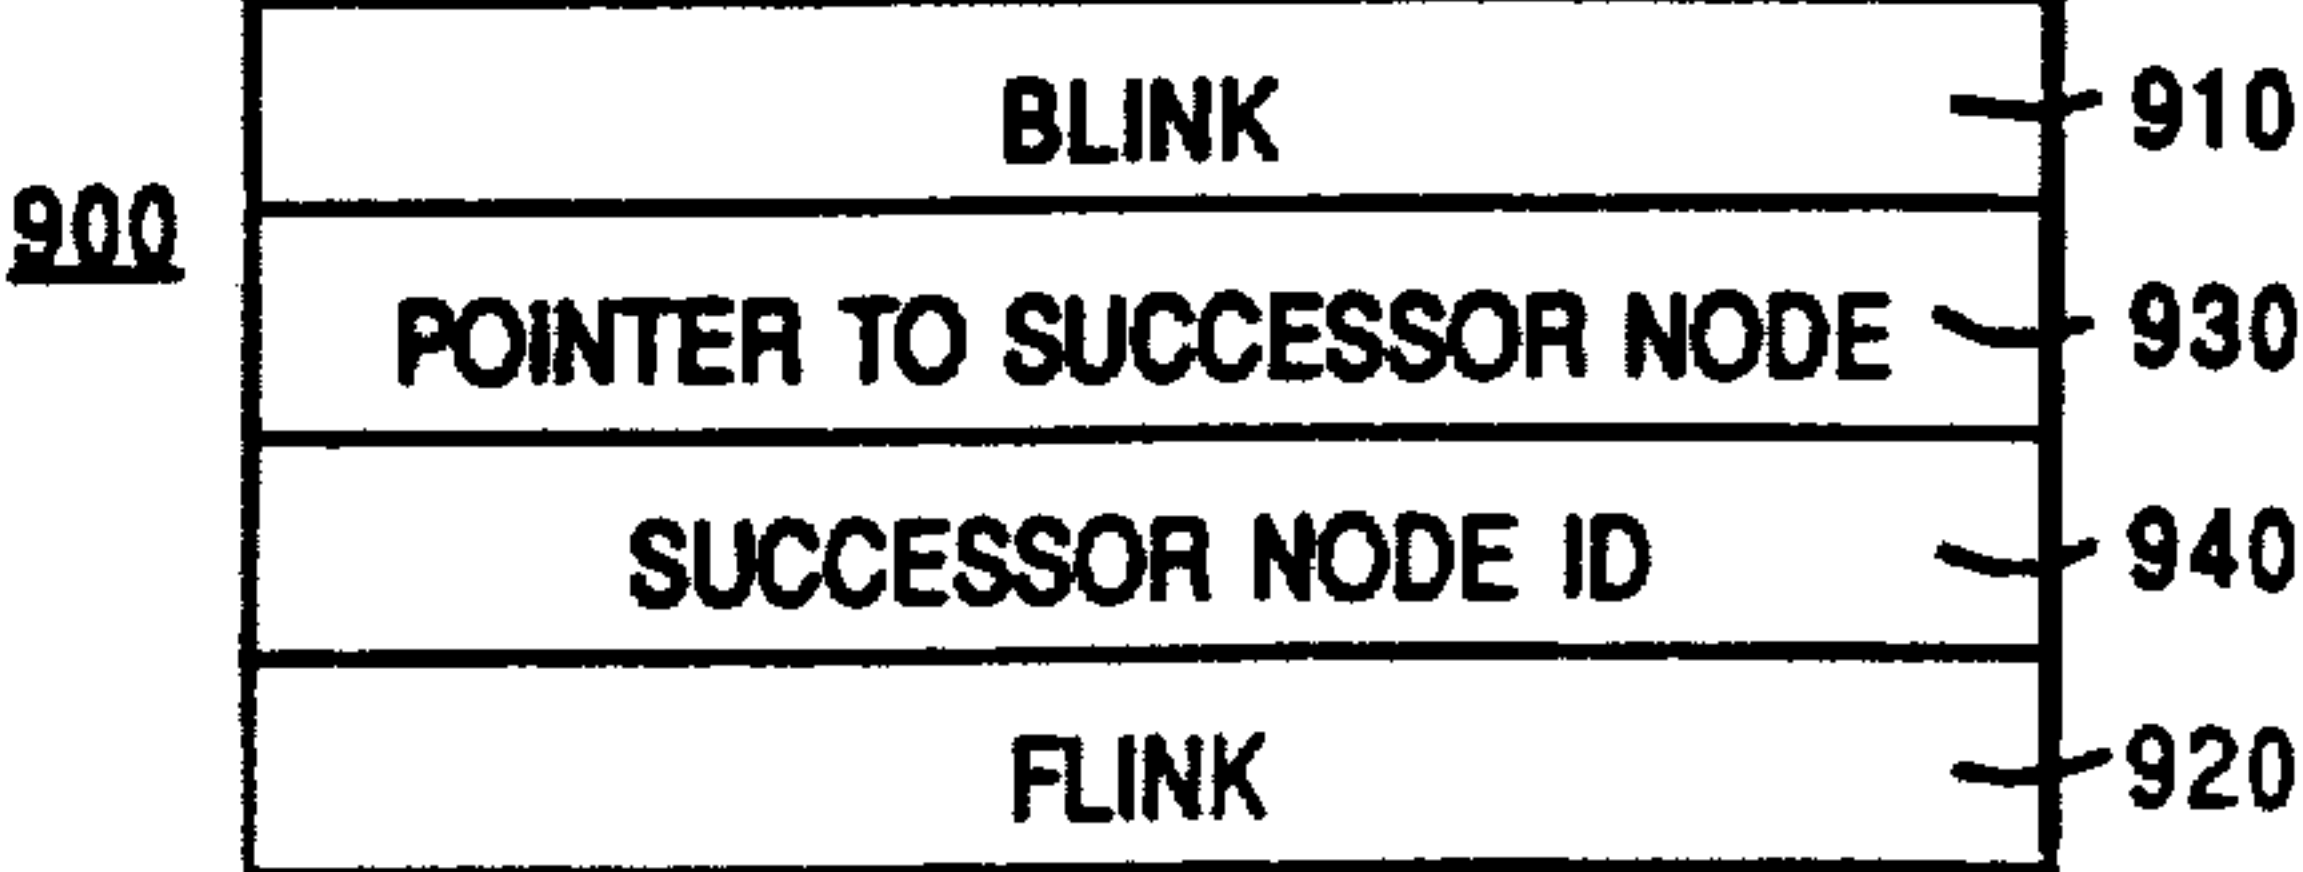 BLINK 910
900
POINTER TO SUCCESSOR NODE 930
SUCCESSOR NODE ID 940
FLINK 920